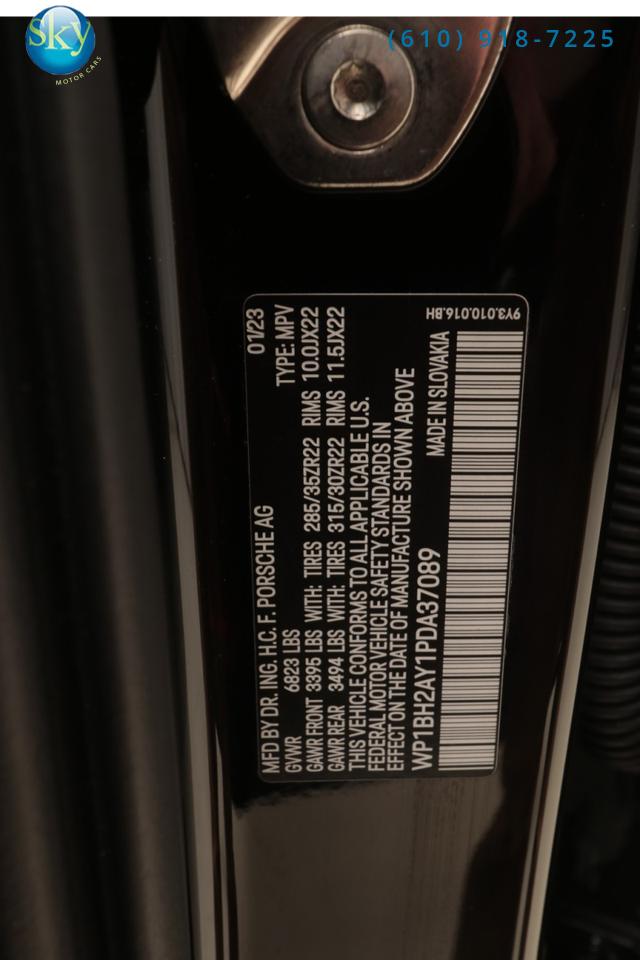 Sky
MOTOR CARS
(610) 918-7225
MFD BY DR. ING. H.C. F. PORSCHE AG 01/23
GVWR 6823 LBS TYPE: MPV
GAWR FRONT 3395 LBS WITH: TIRES 285/35ZR22 RIMS 10.0JX22
GAWR REAR 3494 LBS WITH: TIRES 315/30ZR22 RIMS 11.5JX22
THIS VEHICLE CONFORMS TO ALL APPLICABLE U.S.
FEDERAL MOTOR VEHICLE SAFETY STANDARDS IN
EFFECT ON THE DATE OF MANUFACTURE SHOWN ABOVE
WP1BH2AY1PDA37089 MADE IN SLOVAKIA
9Y3.010.016.BH